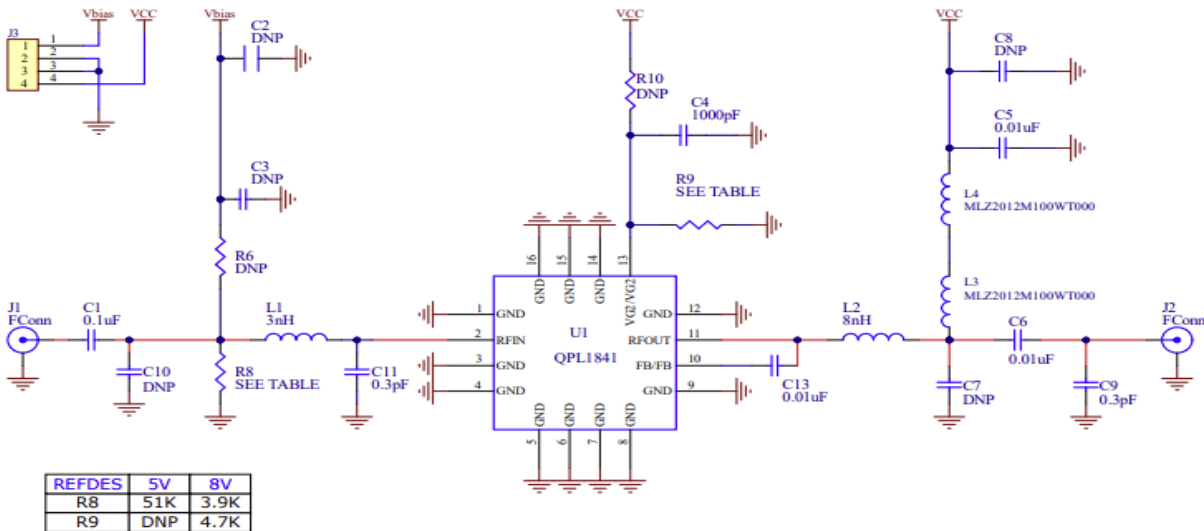 Vbias
VCC
J3
1
2
3
4
1
2
3
4
Vbias
C2
DNP
C3
DNP
R6
DNP
J1
FConn
C1
0.1uF
C10
DNP
R8
SEE TABLE
L1
3nH
C11
0.3pF
VCC
R10
DNP
C4
1000pF
R9
SEE TABLE
16
15
14
13
GND
GND
GND
VG2/VG2
1
GND
2
RFIN
3
GND
4
GND
U1
QPL1841
GND
12
RFOUT
11
FB/FB
10
GND
9
GND
GND
GND
GND
5
6
7
8
C13
0.01uF
L2
8nH
VCC
C8
DNP
C5
0.01uF
L4
MLZ2012M100WT000
L3
MLZ2012M100WT000
C6
0.01uF
C7
DNP
C9
0.3pF
J2
FConn
REFDES 5V 8V
R8 51K 3.9K
R9 DNP 4.7K